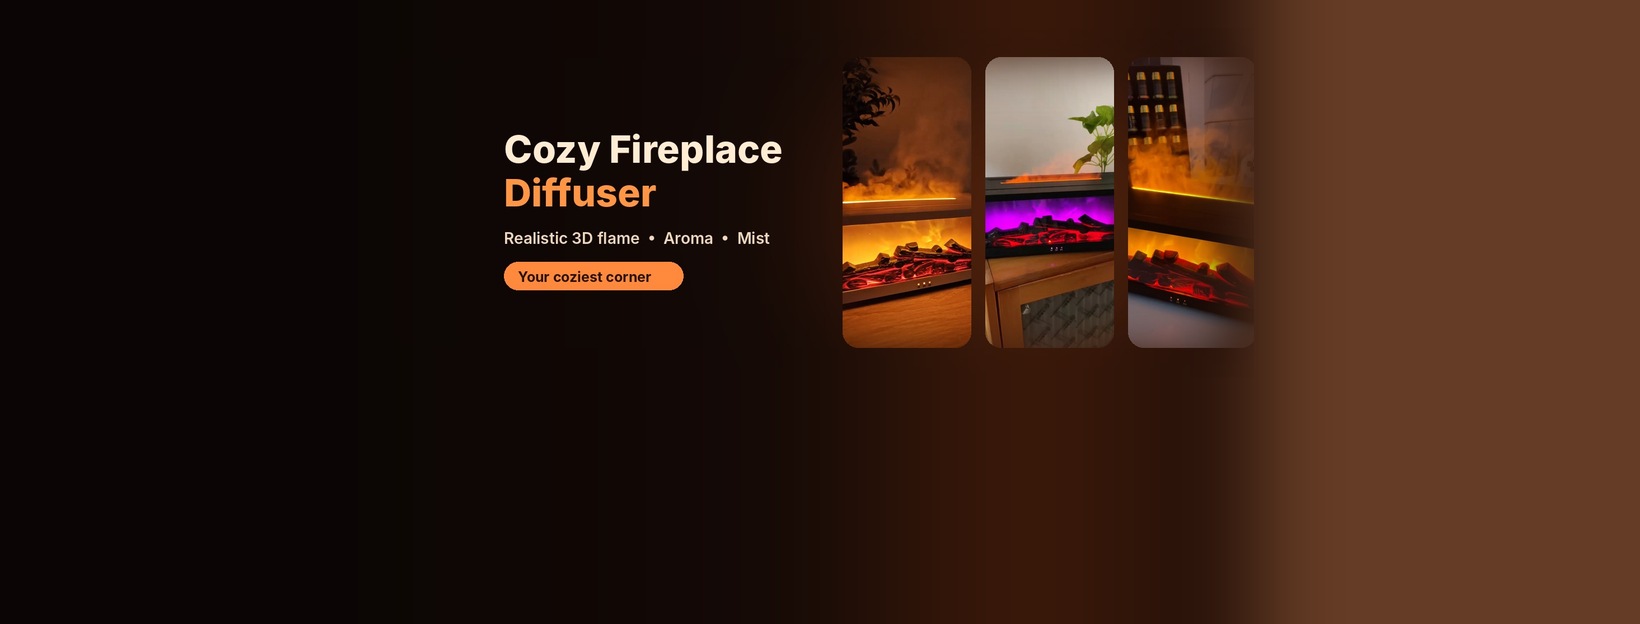 Cozy Fireplace
Diffuser
Realistic 3D flame • Aroma • Mist
Your coziest corner